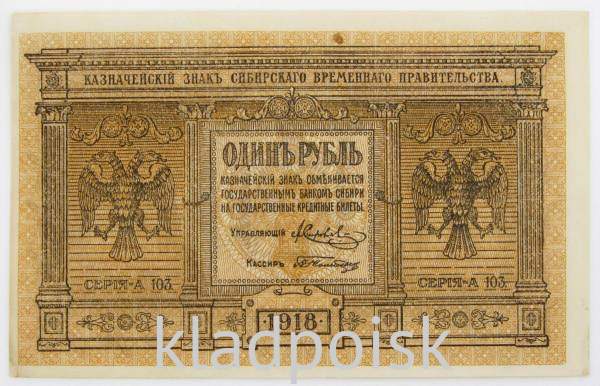 КАЗНАЧЕЙСКІЙ ЗНАКЪ СИБИРСКАГО ВРЕМЕННАГО ПРАВИТЕЛЬСТВА.
ОДИНЪ РУБЛЬ
КАЗНАЧЕЙСКІЙ ЗНАКЪ ОБМѢНИВАЕТСЯ
ГОСУДАРСТВЕННЫМЪ БАНКОМЪ СИБИРИ
НА ГОСУДАРСТВЕННЫЕ КРЕДИТНЫЕ БИЛЕТЫ.
УПРАВЛЯЮЩІЙ
КАССИРЪ
СЕРІЯ-А 103.
СЕРІЯ-А 103.
·1918·
kladpoisk